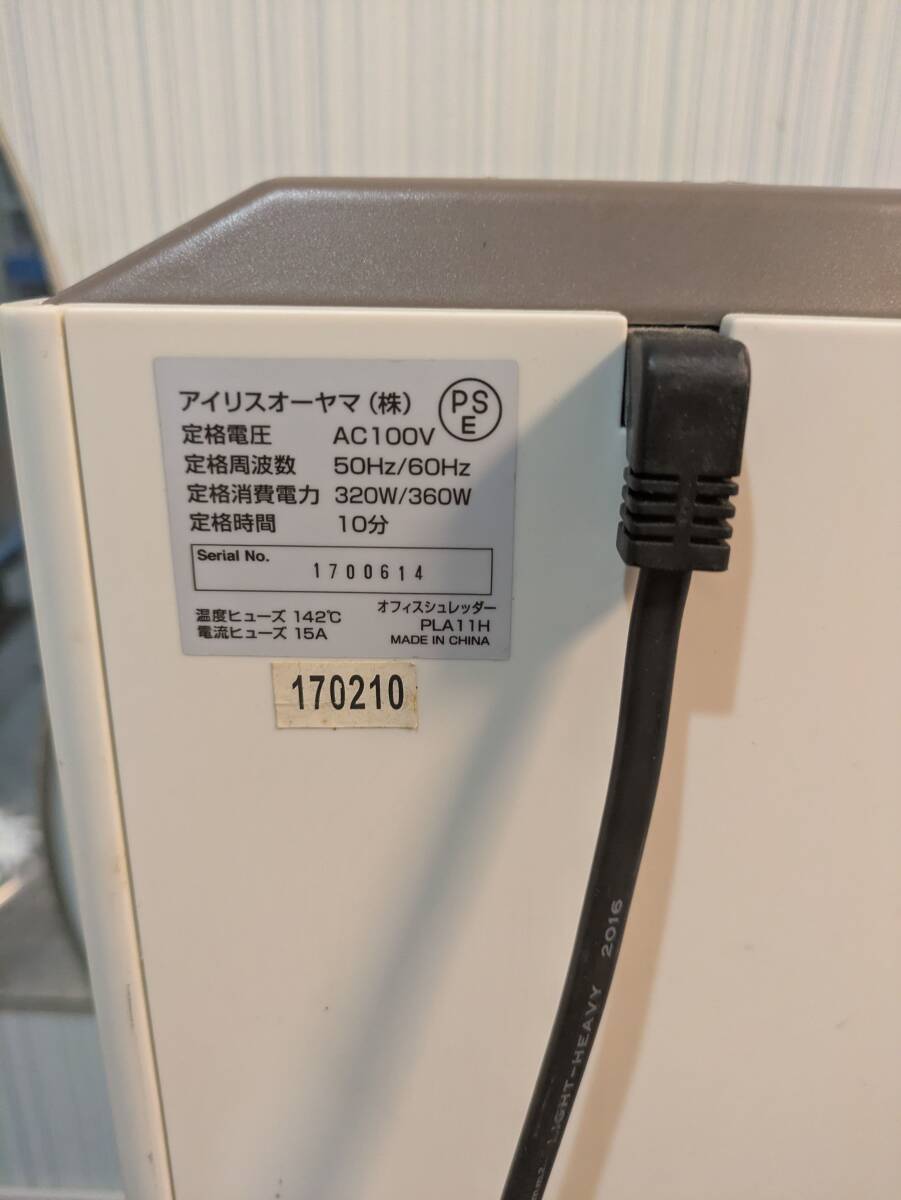 アイリスオーヤマ（株）
PS
E
定格電圧 AC100V
定格周波数 50Hz/60Hz
定格消費電力 320W/360W
定格時間 10分
Serial No.
1700614
温度ヒューズ 142℃
電流ヒューズ 15A
オフィスシュレッダー
PLA11H
MADE IN CHINA
170210
LIGHT-HEAVY 2016